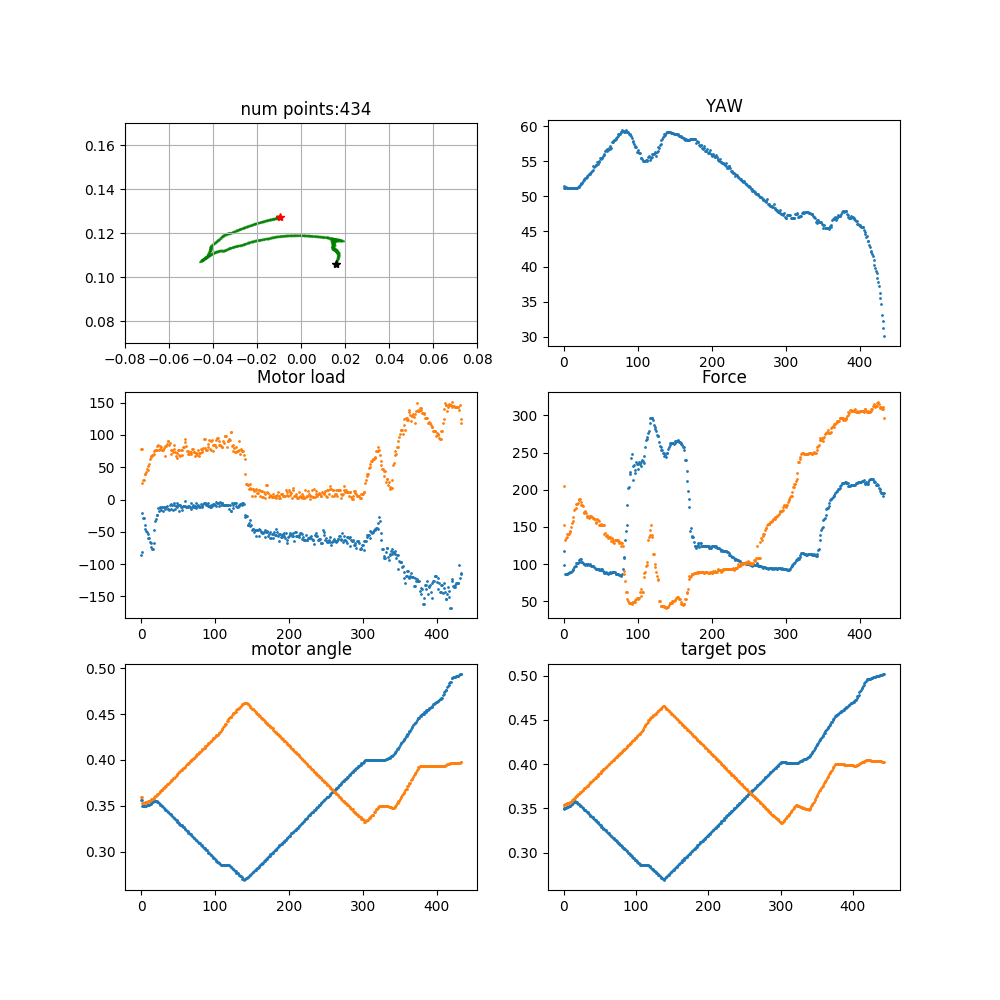 num points:434
YAW
0.16
0.14
0.12
0.10
0.08
−0.08 −0.06 −0.04 −0.02 0.00 0.02 0.04 0.06 0.08
60
55
50
45
40
35
30
0 100 200 300 400
Motor load
Force
150
100
50
0
−50
−100
−150
0 100 200 300 400
300
250
200
150
100
50
0 100 200 300 400
motor angle
target pos
0.50
0.45
0.40
0.35
0.30
0 100 200 300 400
0.50
0.45
0.40
0.35
0.30
0 100 200 300 400